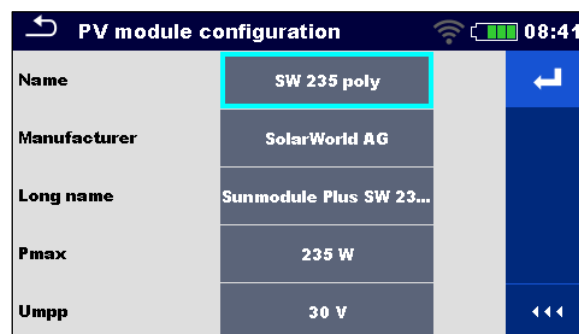 PV module configuration 08:41
Name SW 235 poly
Manufacturer SolarWorld AG
Long name Sunmodule Plus SW 23...
Pmax 235 W
Umpp 30 V